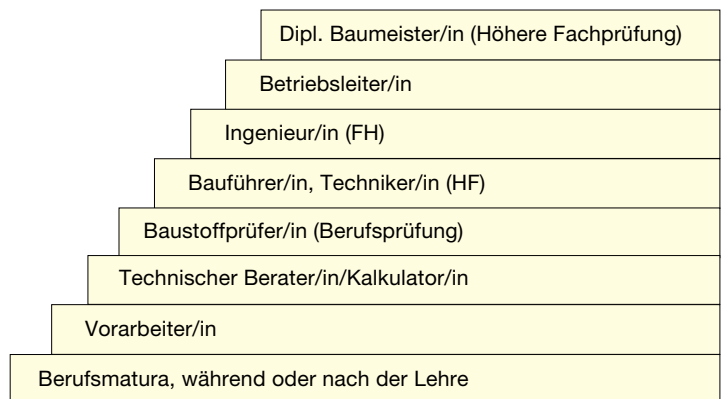 Dipl. Baumeister/in (Höhere Fachprüfung)
Betriebsleiter/in
Ingenieur/in (FH)
Bauführer/in, Techniker/in (HF)
Baustoffprüfer/in (Berufsprüfung)
Technischer Berater/in/Kalkulator/in
Vorarbeiter/in
Berufsmatura, während oder nach der Lehre